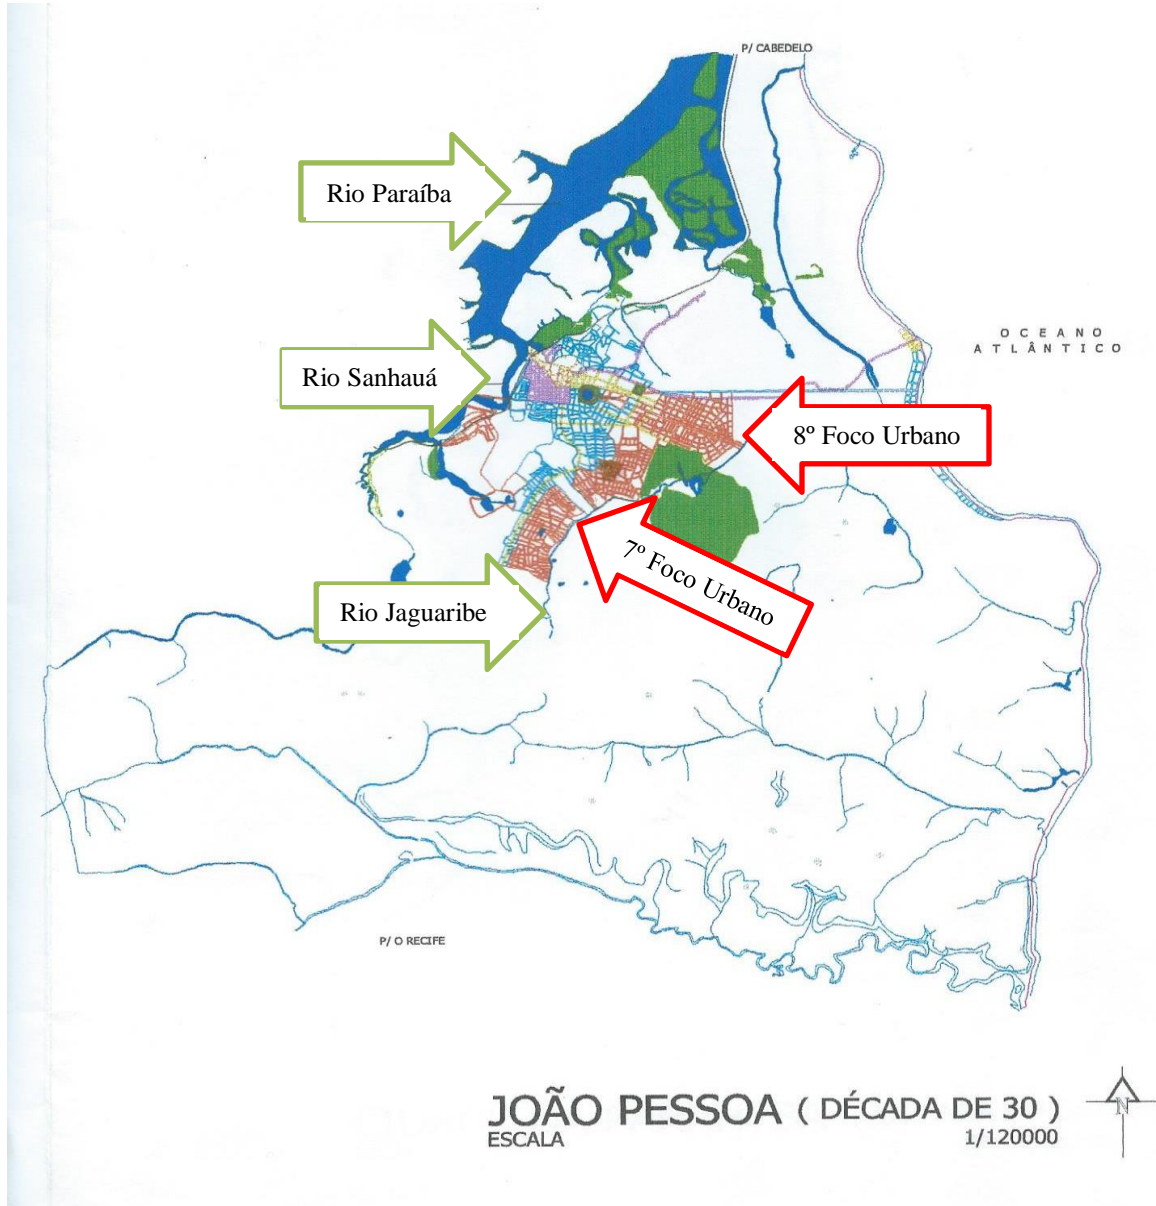 P/ CABEDELO
Rio Paraíba
OCEANO
ATLÂNTICO
Rio Sanhauá
8º Foco Urbano
7º Foco Urbano
Rio Jaguaribe
P/ O RECIFE
JOÃO PESSOA ( DÉCADA DE 30 )
ESCALA
1/120000
N